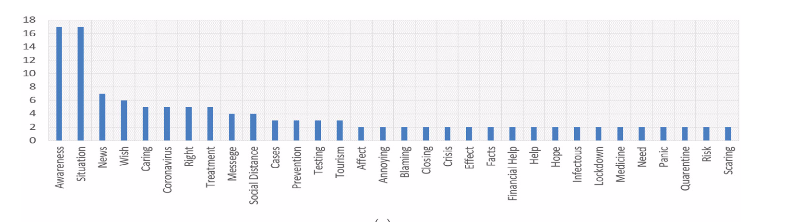 18
16
14
12
10
8
6
4
2
0
Awareness
Situation
News
Wish
Caring
Coronavirus
Right
Treatment
Messege
Social Distance
Cases
Prevention
Testing
Tourism
Affect
Annoying
Blaming
Closing
Crisis
Effect
Facts
Financial Help
Help
Hope
Infectous
Lockdown
Medicine
Need
Panic
Quarentine
Risk
Scaring